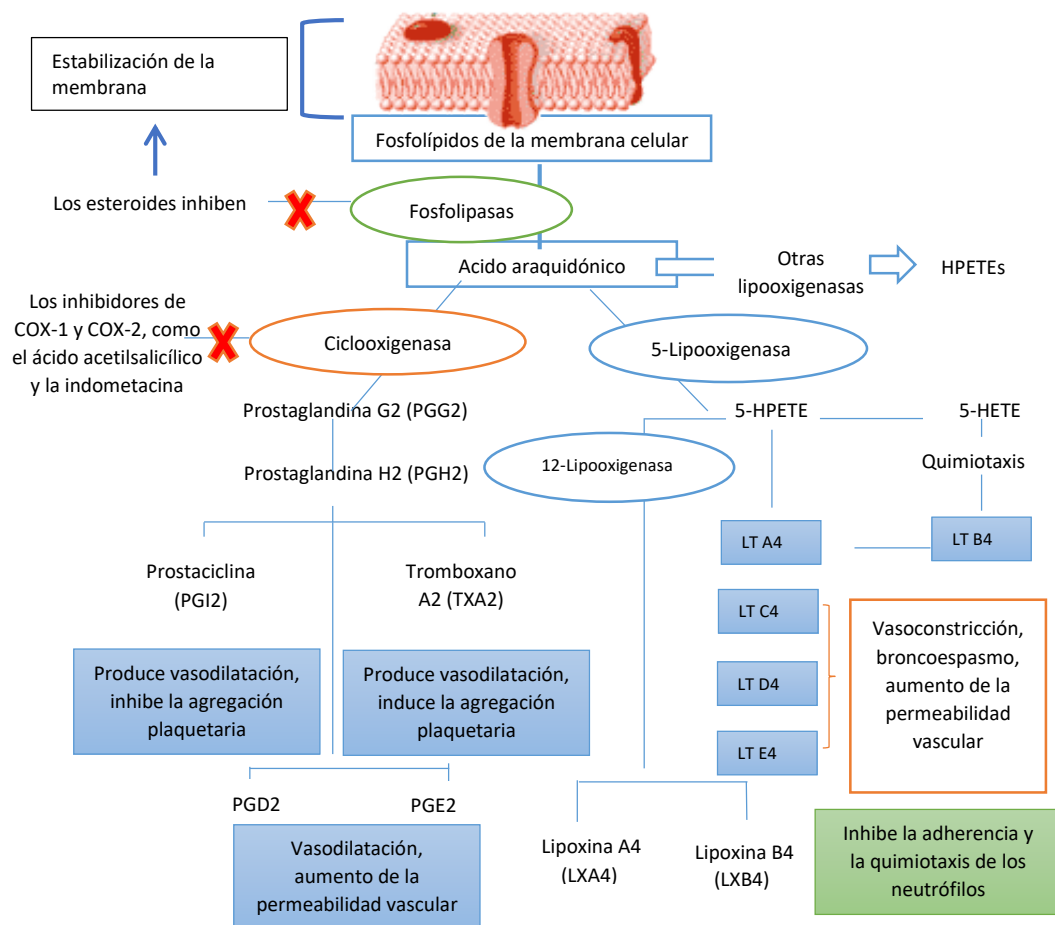 Estabilización de la
membrana
Fosfolípidos de la membrana celular
Los esteroides inhiben
Fosfolipasas
Acido araquidónico
Otras
lipooxigenasas
HPETEs
Los inhibidores de
COX-1 y COX-2, como
el ácido acetilsalicílico
y la indometacina
Ciclooxigenasa
5-Lipooxigenasa
Prostaglandina G2 (PGG2)
5-HPETE
5-HETE
Prostaglandina H2 (PGH2)
12-Lipooxigenasa
Quimiotaxis
LT A4
LT B4
Prostaciclina
(PGI2)
Tromboxano
A2 (TXA2)
LT C4
LT D4
LT E4
Vasoconstricción,
broncoespasmo,
aumento de la
permeabilidad
vascular
Produce vasodilatación,
inhibe la agregación
plaquetaria
Produce vasodilatación,
induce la agregación
plaquetaria
PGD2
PGE2
Vasodilatación,
aumento de la
permeabilidad vascular
Lipoxina A4
(LXA4)
Lipoxina B4
(LXB4)
Inhibe la adherencia y
la quimiotaxis de los
neutrófilos